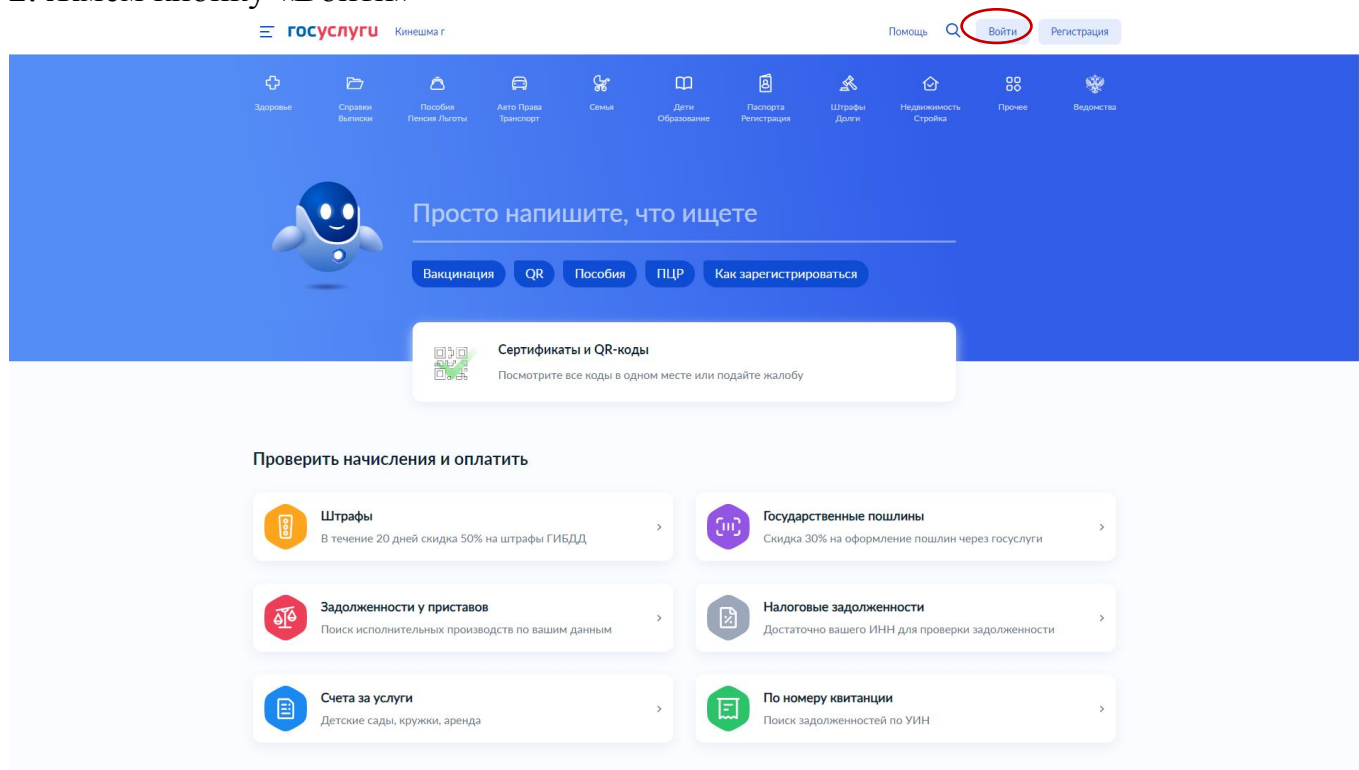 госуслуги Кинешма г Помощь Войти Регистрация
Здоровье
Справки
Выписки
Пособия
Пенсия Льготы
Авто Права
Транспорт
Семья
Дети
Образование
Паспорта
Регистрация
Штрафы
Долги
Недвижимость
Стройка
Прочее
Ведомства
Просто напишите, что ищете
Вакцинация QR Пособия ПЦР Как зарегистрироваться
Сертификаты и QR-коды
Посмотрите все коды в одном месте или подайте жалобу
Проверить начисления и оплатить
Штрафы
В течение 20 дней скидка 50% на штрафы ГИБДД
Государственные пошлины
Скидка 30% на оформление пошлин через госуслуги
Задолженности у приставов
Поиск исполнительных производств по вашим данным
Налоговые задолженности
Достаточно вашего ИНН для проверки задолженности
Счета за услуги
Детские сады, кружки, аренда
По номеру квитанции
Поиск задолженностей по УИН